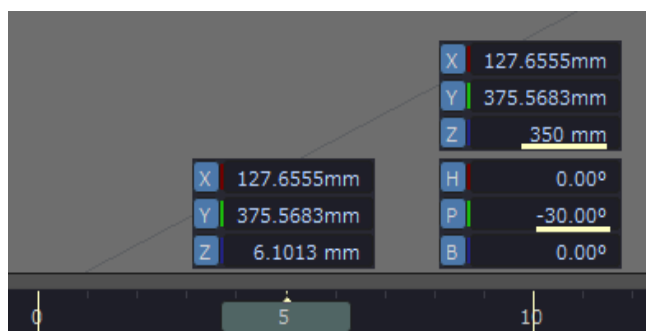 X 127.6555mm
Y 375.5683mm
Z 350 mm
X 127.6555mm
Y 375.5683mm
Z 6.1013 mm
H 0.00º
P -30.00º
B 0.00º
0 5 10